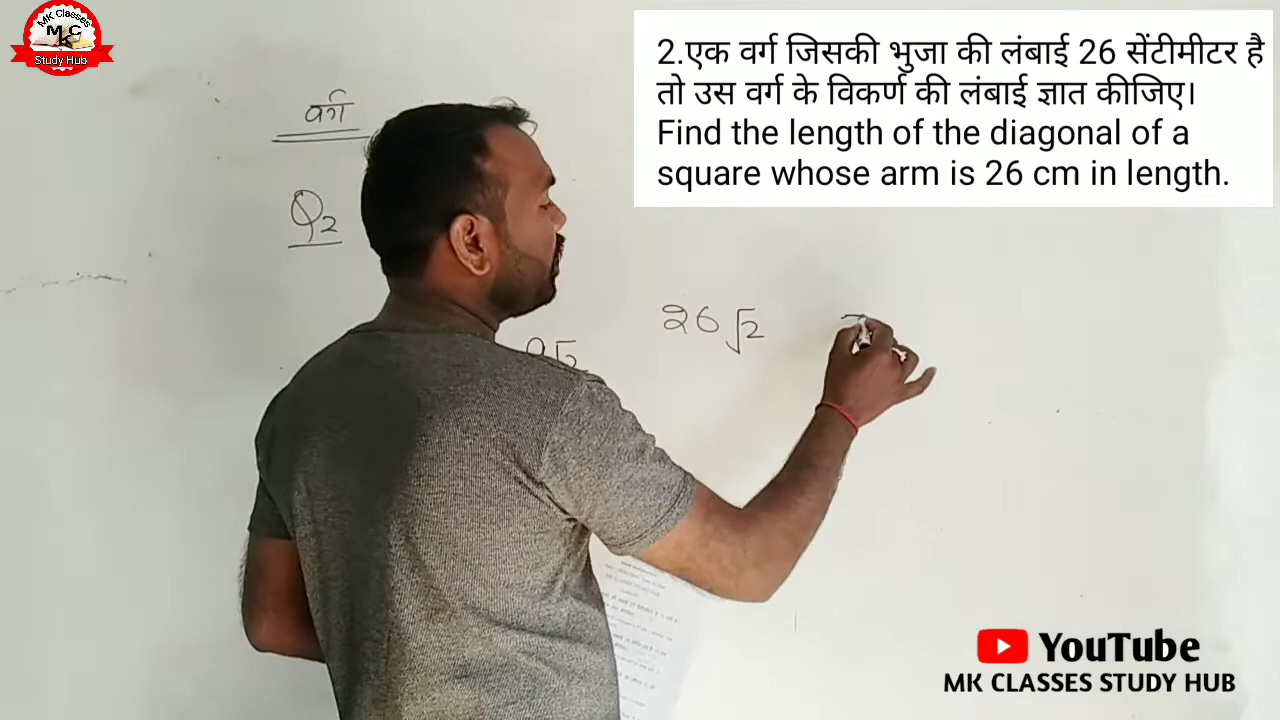 MK Classes
MKC
Study Hub
2.एक वर्ग जिसकी भुजा की लंबाई 26 सेंटीमीटर है
तो उस वर्ग के विकर्ण की लंबाई ज्ञात कीजिए।
Find the length of the diagonal of a
square whose arm is 26 cm in length.
वर्ग
Q2
26√2
YouTube
MK CLASSES STUDY HUB